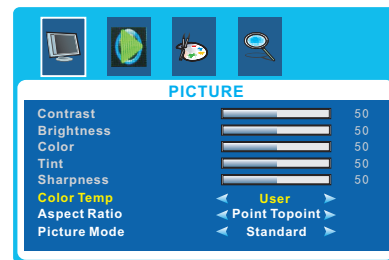 PICTURE
Contrast 50
Brightness 50
Color 50
Tint 50
Sharpness 50
Color Temp User
Aspect Ratio Point Topoint
Picture Mode Standard